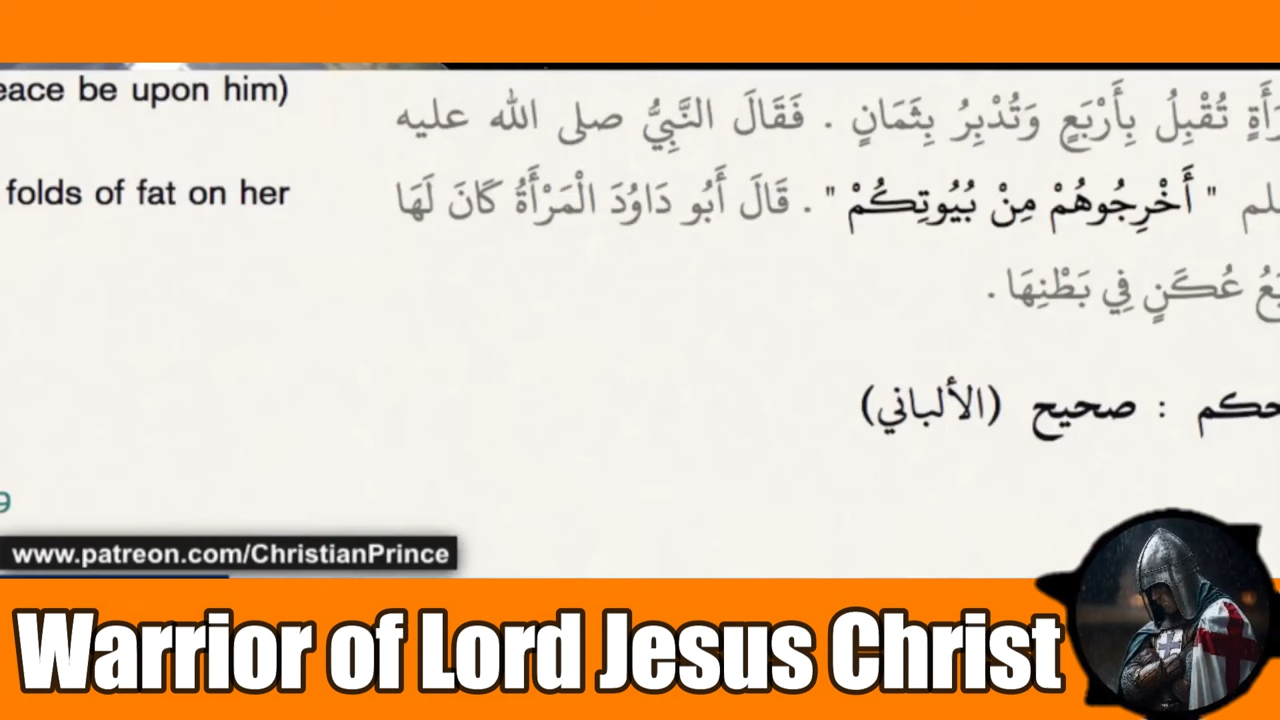 eace be upon him)
folds of fat on her
تُقْبِلُ بِأَرْبَعٍ وَتُدْبِرُ بِثَمَانٍ . فَقَالَ النَّبِيُّ صلى الله عليه
" أَخْرِجُوهُمْ مِنْ بُيُوتِكُمْ " . قَالَ أَبُو دَاوُدَ الْمَرْأَةُ كَانَ لَهَا
عُكَنٍ فِي بَطْنِهَا .
حكم : صحيح (الألباني)
9
www.patreon.com/ChristianPrince
Warrior of Lord Jesus Christ